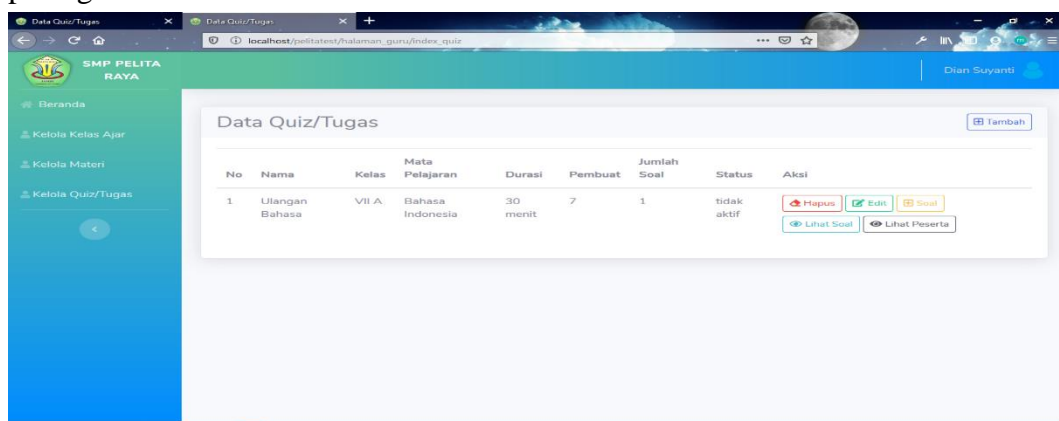 Data Quiz/Tugas
Data Quiz/Tugas
localhost/pelitatest/halaman_guru/index_quiz
SMP PELITA
RAYA
Dian Suyanti
Beranda
Kelola Kelas Ajar
Kelola Materi
Kelola Quiz/Tugas
Data Quiz/Tugas
Tambah
No Nama Kelas Mata Pelajaran Durasi Pembuat Jumlah Soal Status Aksi
1 Ulangan Bahasa VII A Bahasa Indonesia 30 menit 7 1 tidak aktif
Hapus Edit Soal
Lihat Soal Lihat Peserta